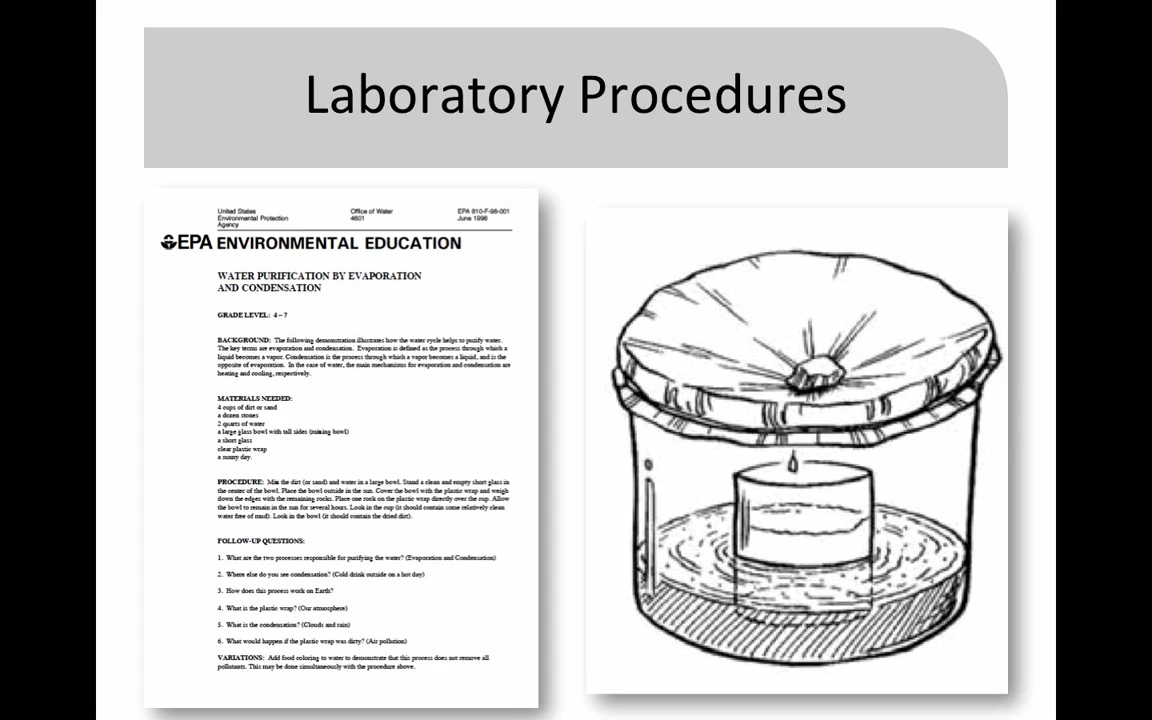 Laboratory Procedures
United States
Environmental Protection
Agency
Office of Water
4601
EPA 810-F-98-001
June 1998
EPA ENVIRONMENTAL EDUCATION
WATER PURIFICATION BY EVAPORATION
AND CONDENSATION
GRADE LEVEL: 4 – 7
BACKGROUND: The following demonstration illustrates how the water cycle helps to purify water.
The key terms are evaporation and condensation. Evaporation is defined as the process through which a
liquid becomes a vapor. Condensation is the process through which a vapor becomes a liquid, and is the
opposite of evaporation. In the case of water, the main mechanisms for evaporation and condensation are
heating and cooling, respectively.
MATERIALS NEEDED:
4 cups of dirt or sand
a dozen stones
2 quarts of water
a large glass bowl with tall sides (mixing bowl)
a short glass
clear plastic wrap
a sunny day.
PROCEDURE: Mix the dirt (or sand) and water in a large bowl. Stand a clean and empty short glass in
the center of the bowl. Place the bowl outside in the sun. Cover the bowl with the plastic wrap and weigh
down the edges with the remaining rocks. Place one rock on the plastic wrap directly over the cup. Allow
the bowl to remain in the sun for several hours. Look in the cup (it should contain some relatively clean
water free of mud). Look in the bowl (it should contain the dried dirt).
FOLLOW-UP QUESTIONS:
1. What are the two processes responsible for purifying the water? (Evaporation and Condensation)
2. Where else do you see condensation? (Cold drink outside on a hot day)
3. How does this process work on Earth?
4. What is the plastic wrap? (Our atmosphere)
5. What is the condensation? (Clouds and rain)
6. What would happen if the plastic wrap was dirty? (Air pollution)
VARIATIONS: Add food coloring to water to demonstrate that this process does not remove all
pollutants. This may be done simultaneously with the procedure above.